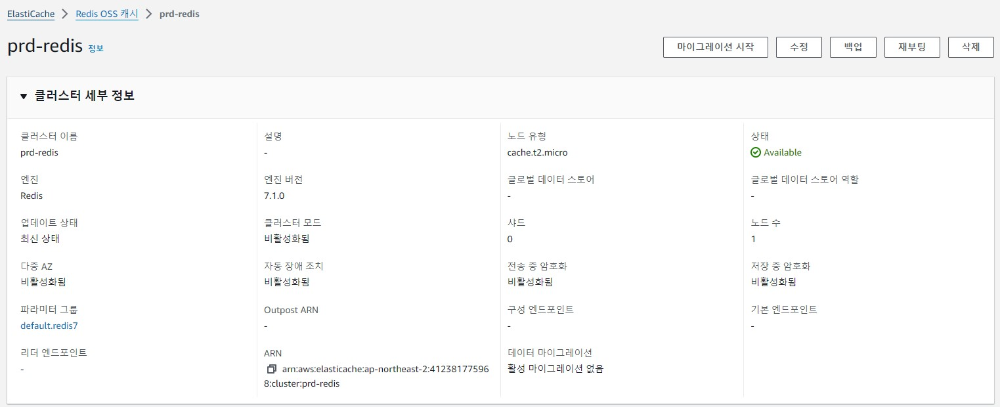 ElastiCache > Redis OSS 캐시 > prd-redis
prd-redis 정보
마이그레이션 시작 수정 백업 재부팅 삭제
▼ 클러스터 세부 정보
클러스터 이름 설명 노드 유형 상태
prd-redis - cache.t2.micro Available
엔진 엔진 버전 글로벌 데이터 스토어 글로벌 데이터 스토어 역할
Redis 7.1.0 - -
업데이트 상태 클러스터 모드 샤드 노드 수
최신 상태 비활성화됨 0 1
다중 AZ 자동 장애 조치 전송 중 암호화 저장 중 암호화
비활성화됨 비활성화됨 비활성화됨 비활성화됨
파라미터 그룹 Outpost ARN 구성 엔드포인트 기본 엔드포인트
default.redis7 - - -
리더 엔드포인트 ARN 데이터 마이그레이션
- arn:aws:elasticache:ap-northeast-2:41238177596 활성 마이그레이션 없음
8:cluster:prd-redis